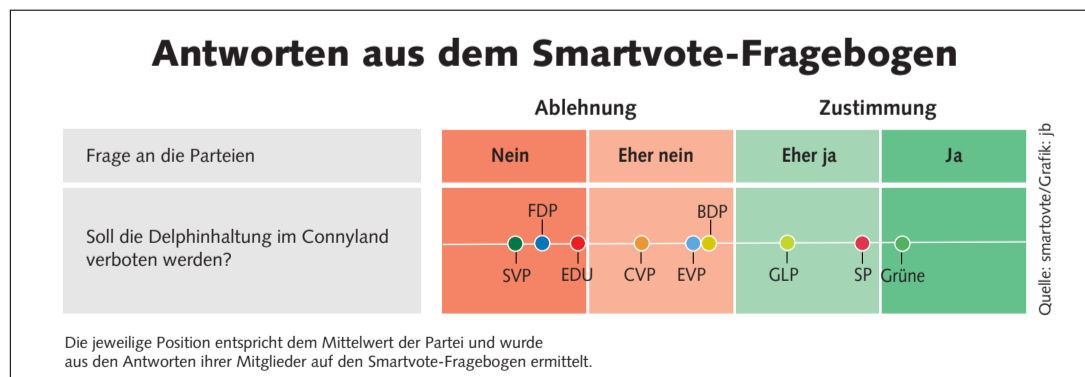 Antworten aus dem Smartvote-Fragebogen
Ablehnung Zustimmung
Frage an die Parteien Nein Eher nein Eher ja Ja
Soll die Delphinhaltung im Connyland
verboten werden?
FDP BDP
SVP EDU CVP EVP GLP SP Grüne
Die jeweilige Position entspricht dem Mittelwert der Partei und wurde
aus den Antworten ihrer Mitglieder auf den Smartvote-Fragebogen ermittelt.
Quelle: smartovte/Grafik: jb